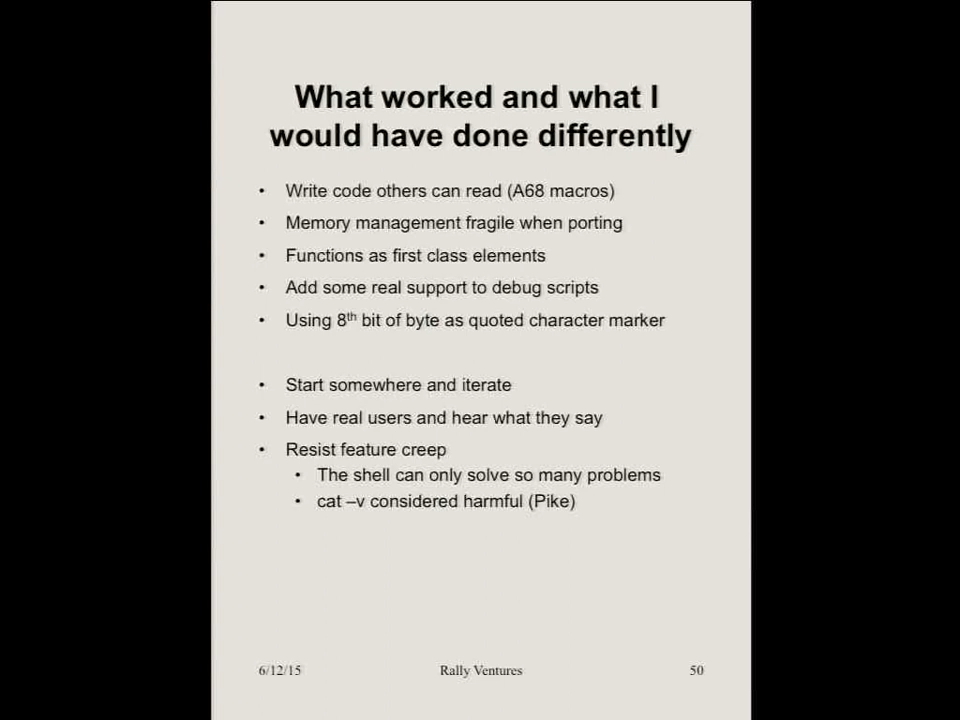 What worked and what I
would have done differently
• Write code others can read (A68 macros)
• Memory management fragile when porting
• Functions as first class elements
• Add some real support to debug scripts
• Using 8th bit of byte as quoted character marker
• Start somewhere and iterate
• Have real users and hear what they say
• Resist feature creep
• The shell can only solve so many problems
• cat –v considered harmful (Pike)
6/12/15 Rally Ventures 50